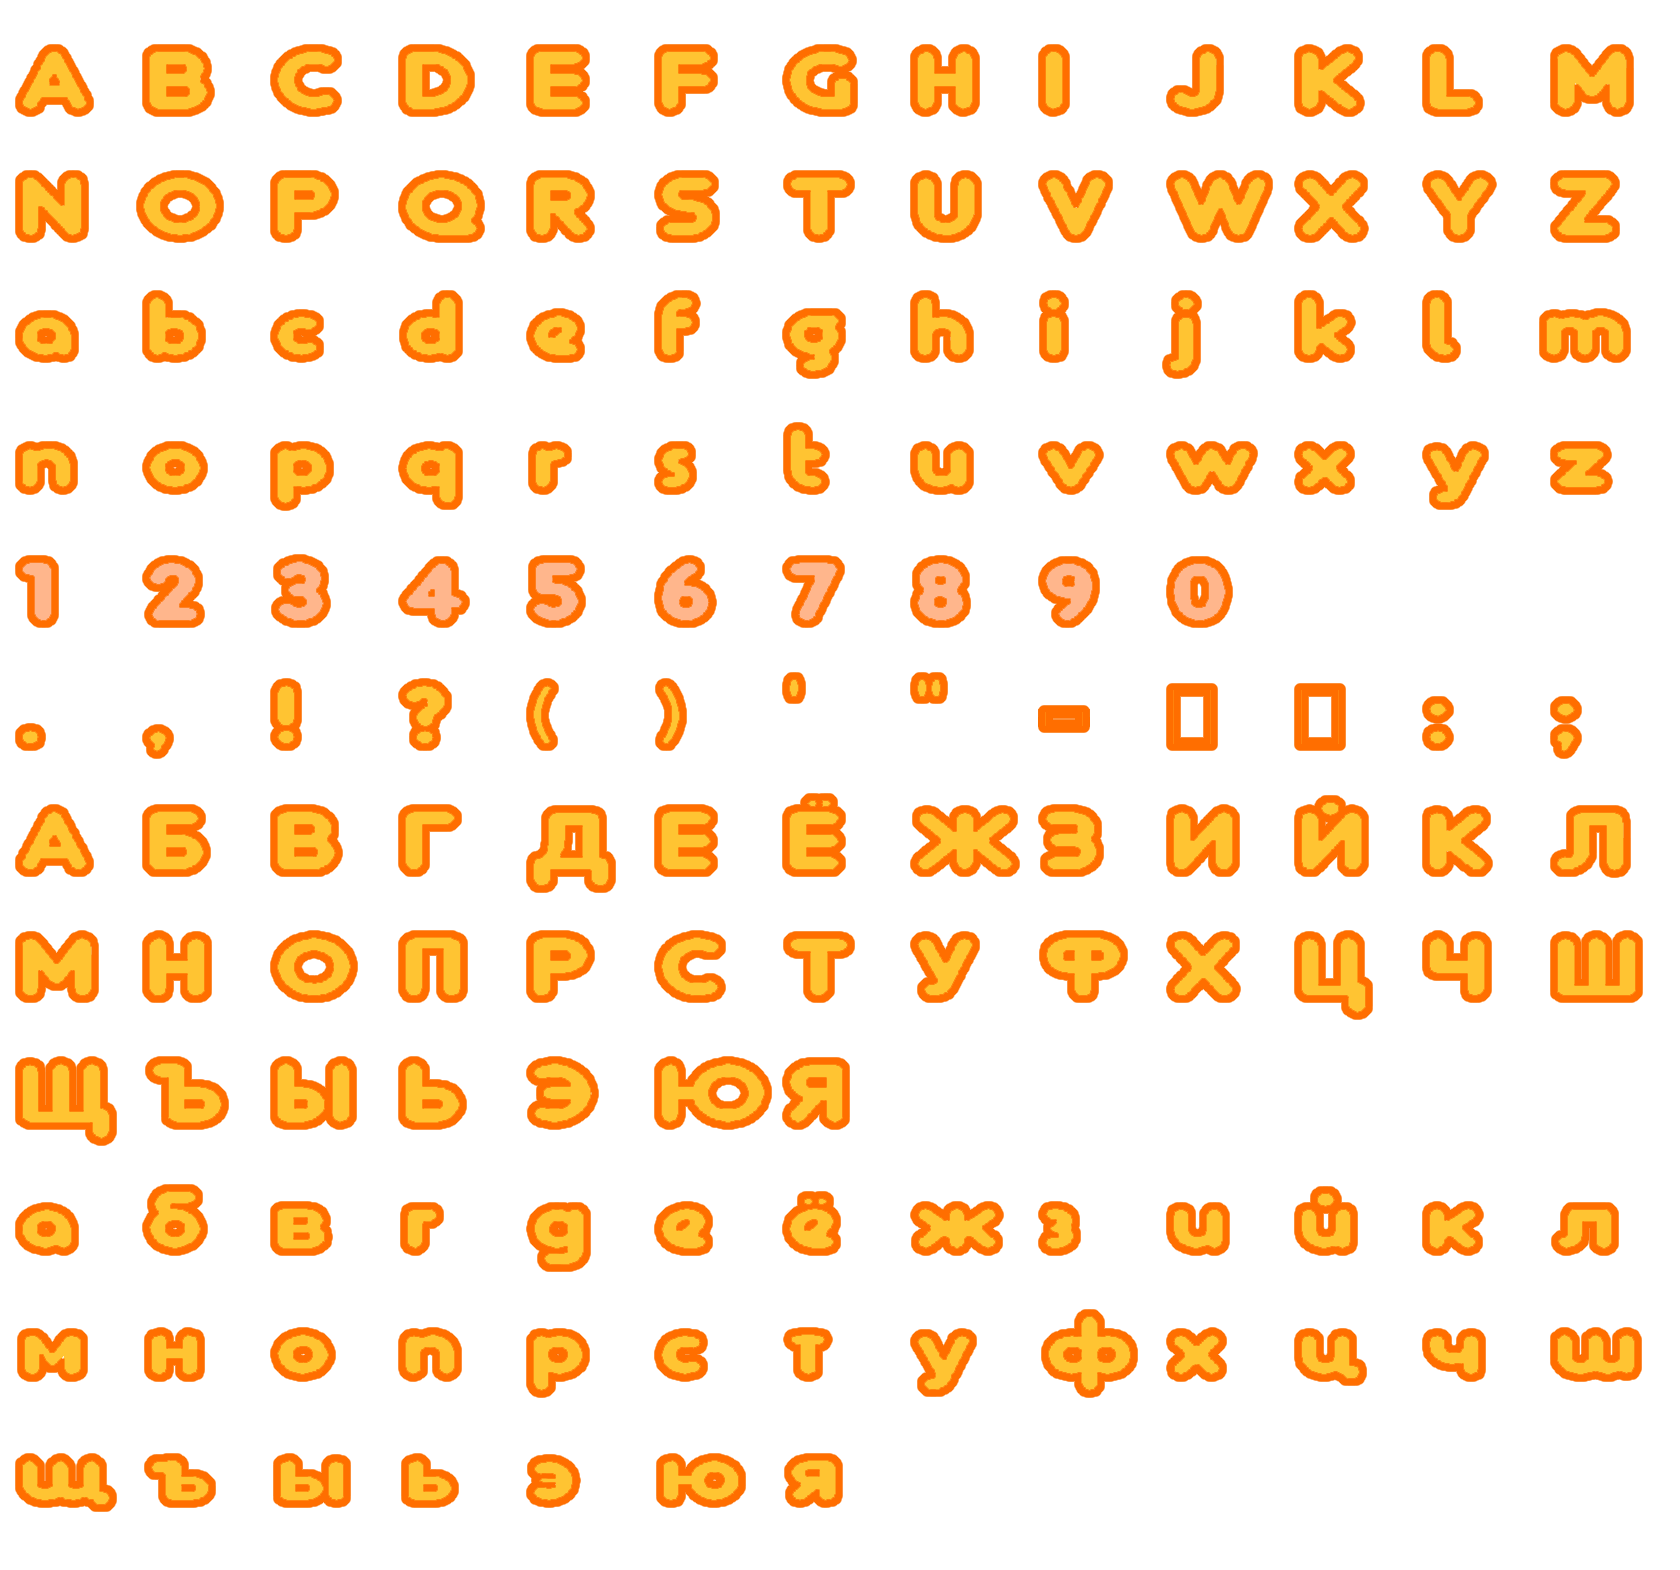 A B C D E F G H I J K L M
N O P Q R S T U V W X Y Z
a b c d e f g h i j k l m
n o p q r s t u v w x y z
1 2 3 4 5 6 7 8 9 0
. , ! ? ( ) ' " - □ □ : ;
А Б В Г Д Е Ё Ж З И Й К Л
М Н О П Р С Т У Ф Х Ц Ч Ш
Щ Ъ Ы Ь Э Ю Я
а б в г д е ё ж з и й к л
м н о п р с т у ф х ц ч ш
щ ъ ы ь э ю я